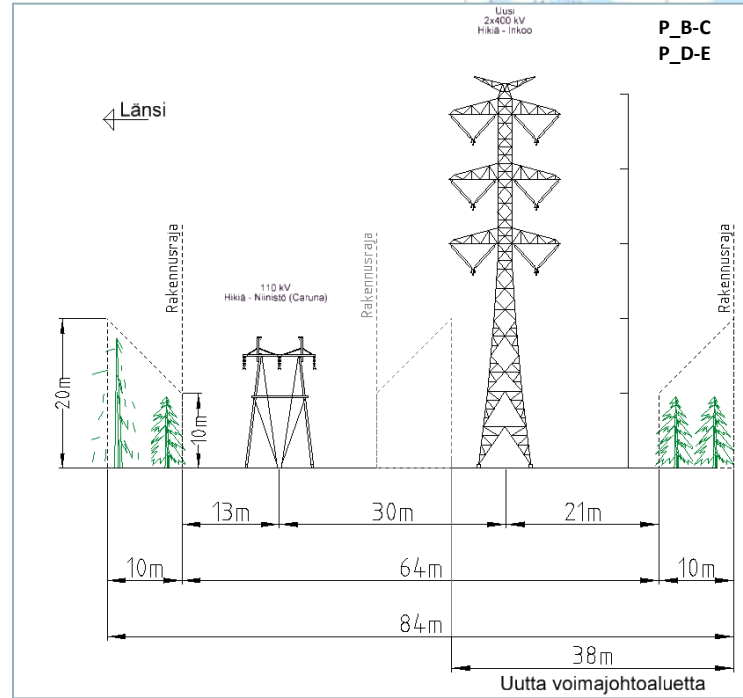 Uusi
2x400 kV
Hikiä - Inkoo
P_B-C
P_D-E
Länsi
Rakennusraja
110 kV
Hikiä - Niinistö (Caruna)
Rakennusraja
Rakennusraja
20m
10m
13m
30m
21m
10m
64m
10m
84m
38m
Uutta voimajohtoaluetta